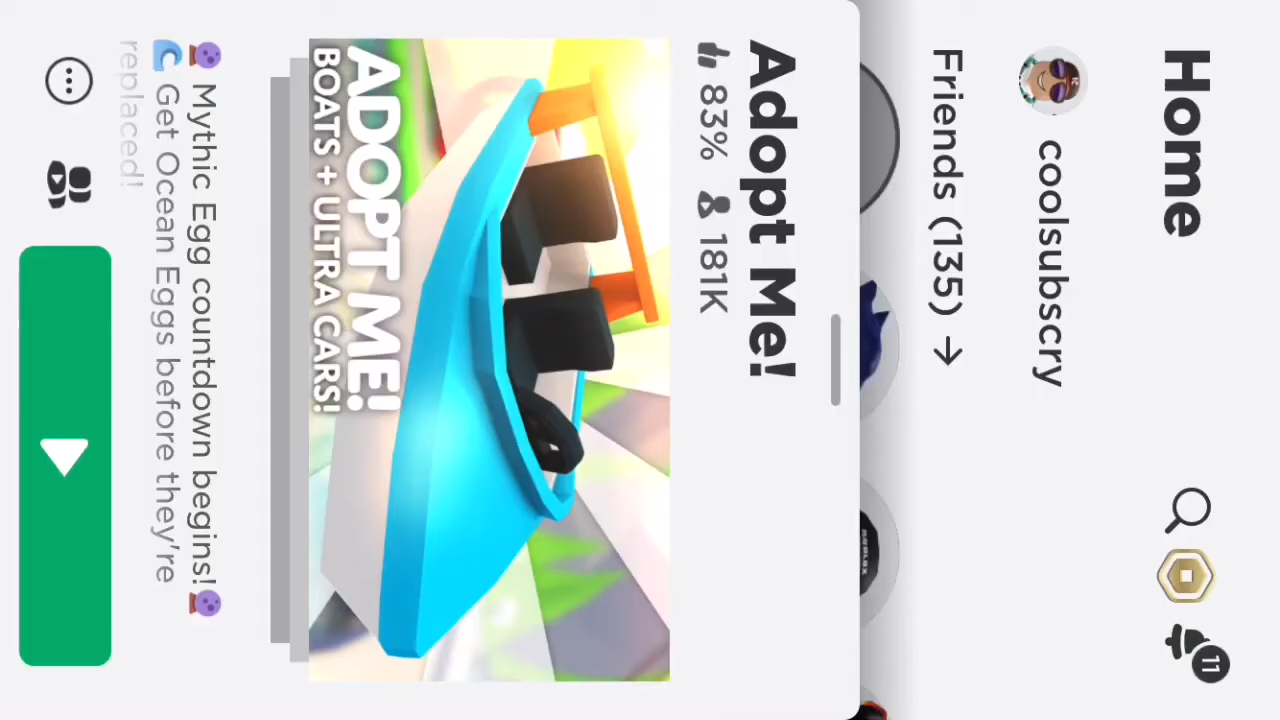 Home
11
coolsubscry
Friends (135) →
Adopt Me!
83% 181K
ADOPT ME!
BOATS + ULTRA CARS!
🔮 Mythic Egg countdown begins!🔮
🌊 Get Ocean Eggs before they're
replaced!
ROBLOX